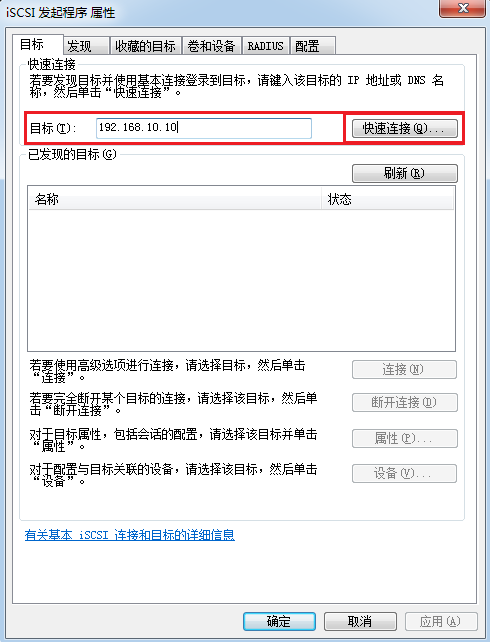 iSCSI 发起程序 属性
目标 发现 收藏的目标 卷和设备 RADIUS 配置
快速连接
若要发现目标并使用基本连接登录到目标，请键入该目标的 IP 地址或 DNS 名
称，然后单击“快速连接”。
目标(T): 192.168.10.10 快速连接(Q)...
已发现的目标(G)
刷新(R)
名称 状态
若要使用高级选项进行连接，请选择目标，然后单击
“连接”。
连接(N)
若要完全断开某个目标的连接，请选择该目标，然后单
击“断开连接”。
断开连接(D)
对于目标属性，包括会话的配置，请选择该目标并单击
“属性”。
属性(P)...
对于配置与目标关联的设备，请选择该目标，然后单击
“设备”。
设备(V)...
有关基本 iSCSI 连接和目标的详细信息
确定 取消 应用(A)